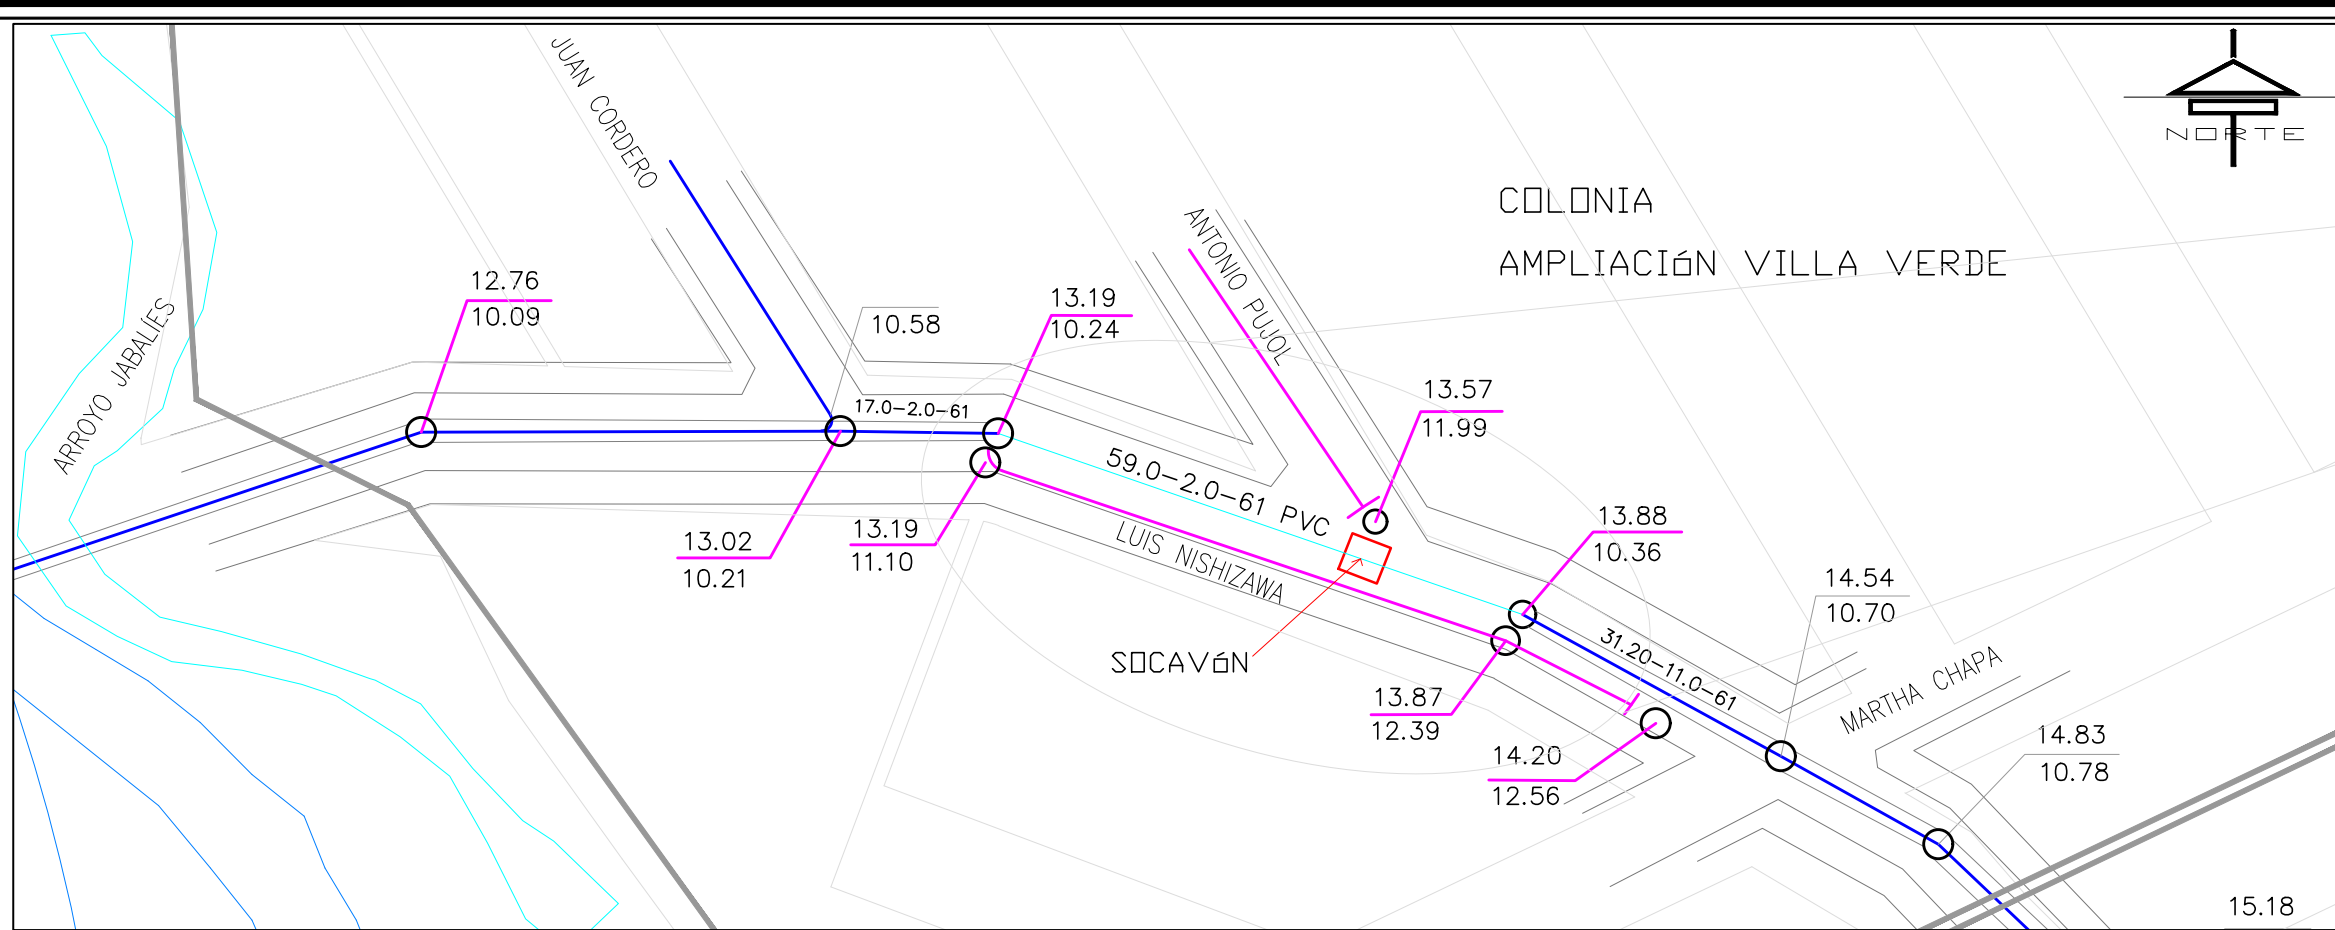 JUAN CORDERO
NORTE
COLONIA
AMPLIACIóN VILLA VERDE
ANTONIO PUJOL
12.76
10.09
10.58
13.19
10.24
ARROYO JABALÍES
17.0-2.0-61
13.57
11.99
59.0-2.0-61 PVC
13.88
10.36
13.02
10.21
13.19
11.10
LUIS NISHIZAWA
14.54
10.70
SOCAVóN
31.20-11.0-61
MARTHA CHAPA
13.87
12.39
14.20
12.56
14.83
10.78
15.18